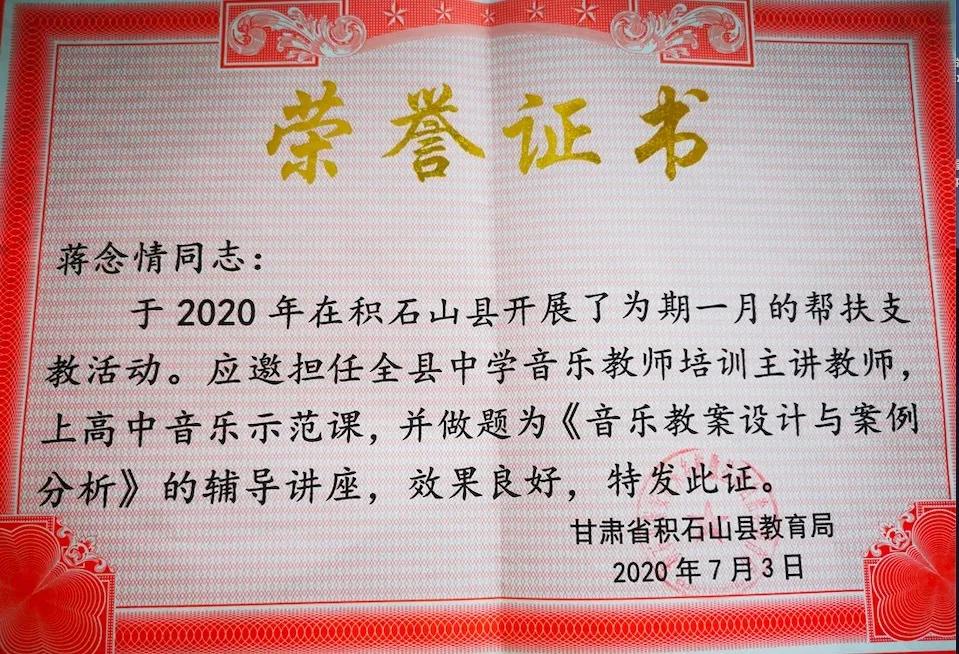 荣誉证书
蒋念情同志：
于2020年在积石山县开展了为期一月的帮扶支
教活动。应邀担任全县中学音乐教师培训主讲教师，
上高中音乐示范课，并做题为《音乐教案设计与案例
分析》的辅导讲座，效果良好，特发此证。
甘肃省积石山县教育局
2020年7月3日